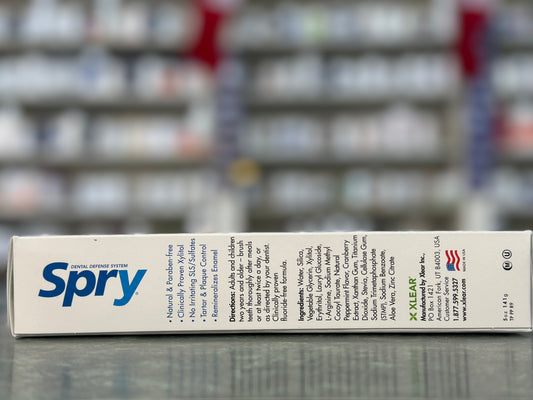 DENTAL DEFENSE SYSTEM
Spry
• Natural & Paraben-Free
• Clinically Proven Xylitol
• No Irritating SLS/Sulfates
• Tartar & Plaque Control
• Remineralizes Enamel
Directions: Adults and children
two years and older – brush
teeth thoroughly after meals
or at least twice a day, or
as directed by your dentist.
Clinically proven
fluoride-free formula.
Ingredients: Water, Silica,
Vegetable Glycerin, Xylitol,
Erythritol, Lauryl Glucoside,
L-Arginine, Sodium Methyl
Cocoyl Taurate, Natural
Peppermint Flavor, Cranberry
Extract, Xanthan Gum, Titanium
Dioxide, Stevia, Cellulose Gum,
Sodium Trimetaphosphate
(STMP), Sodium Benzoate,
Aloe Vera, Zinc Citrate
XLEAR
Manufactured by Xlear Inc.
PO Box 1421
American Fork, UT 84003, USA
Customer Service
1.877.599.5327
www.xlear.com
MADE IN USA
5oz 141g